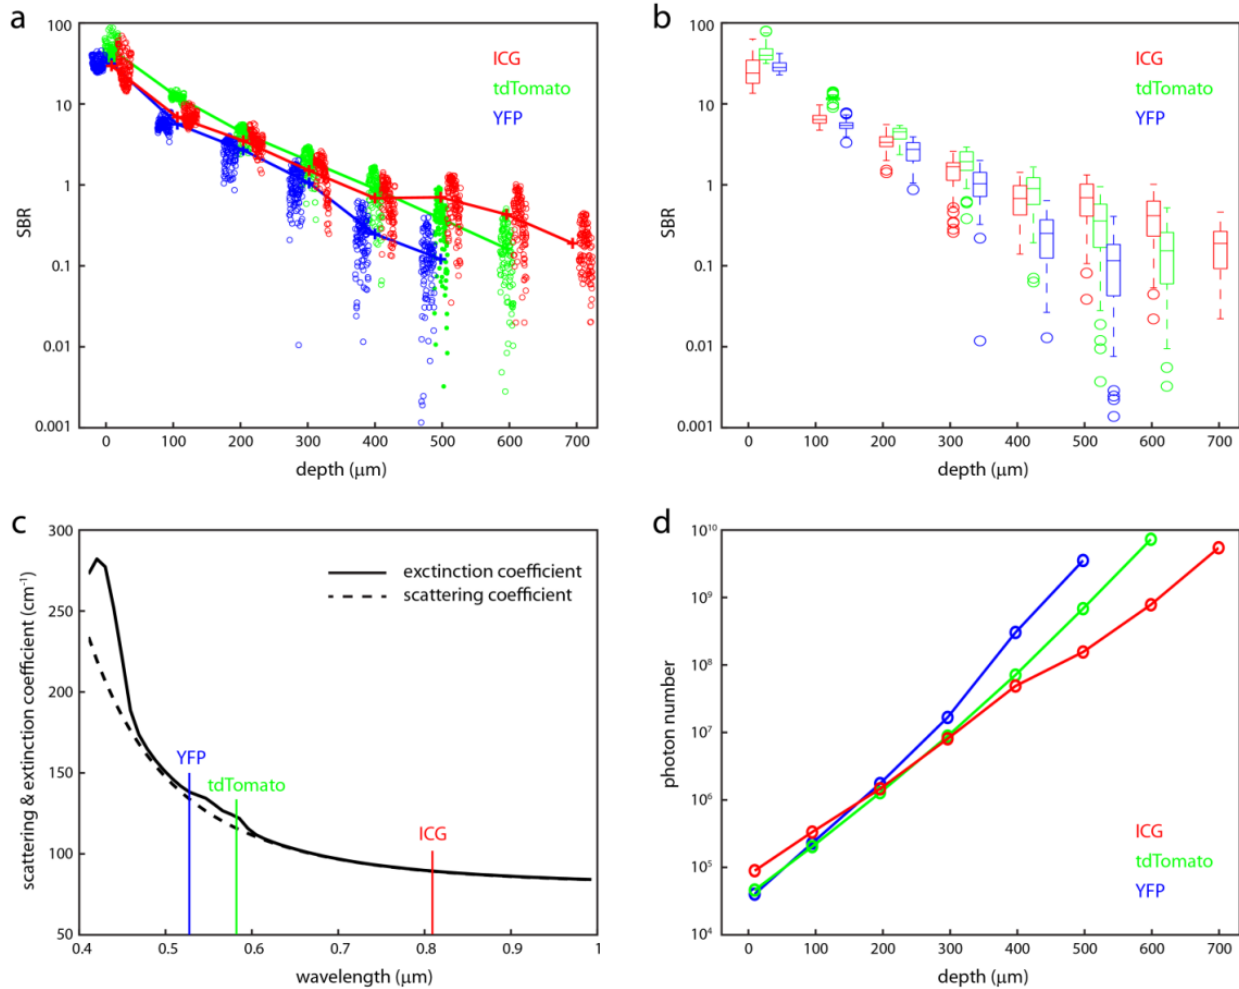 a
100
10
1
0.1
0.01
0.001
SBR
ICG
tdTomato
YFP
0 100 200 300 400 500 600 700
depth (μm)
b
100
10
1
0.1
0.01
0.001
SBR
ICG
tdTomato
YFP
0 100 200 300 400 500 600 700
depth (μm)
c
300
250
200
150
100
50
scattering & extinction coefficient (cm⁻¹)
exctinction coefficient
scattering coefficient
YFP
tdTomato
ICG
0.4 0.5 0.6 0.7 0.8 0.9 1
wavelength (μm)
d
10¹⁰
10⁹
10⁸
10⁷
10⁶
10⁵
10⁴
photon number
ICG
tdTomato
YFP
0 100 200 300 400 500 600 700
depth (μm)